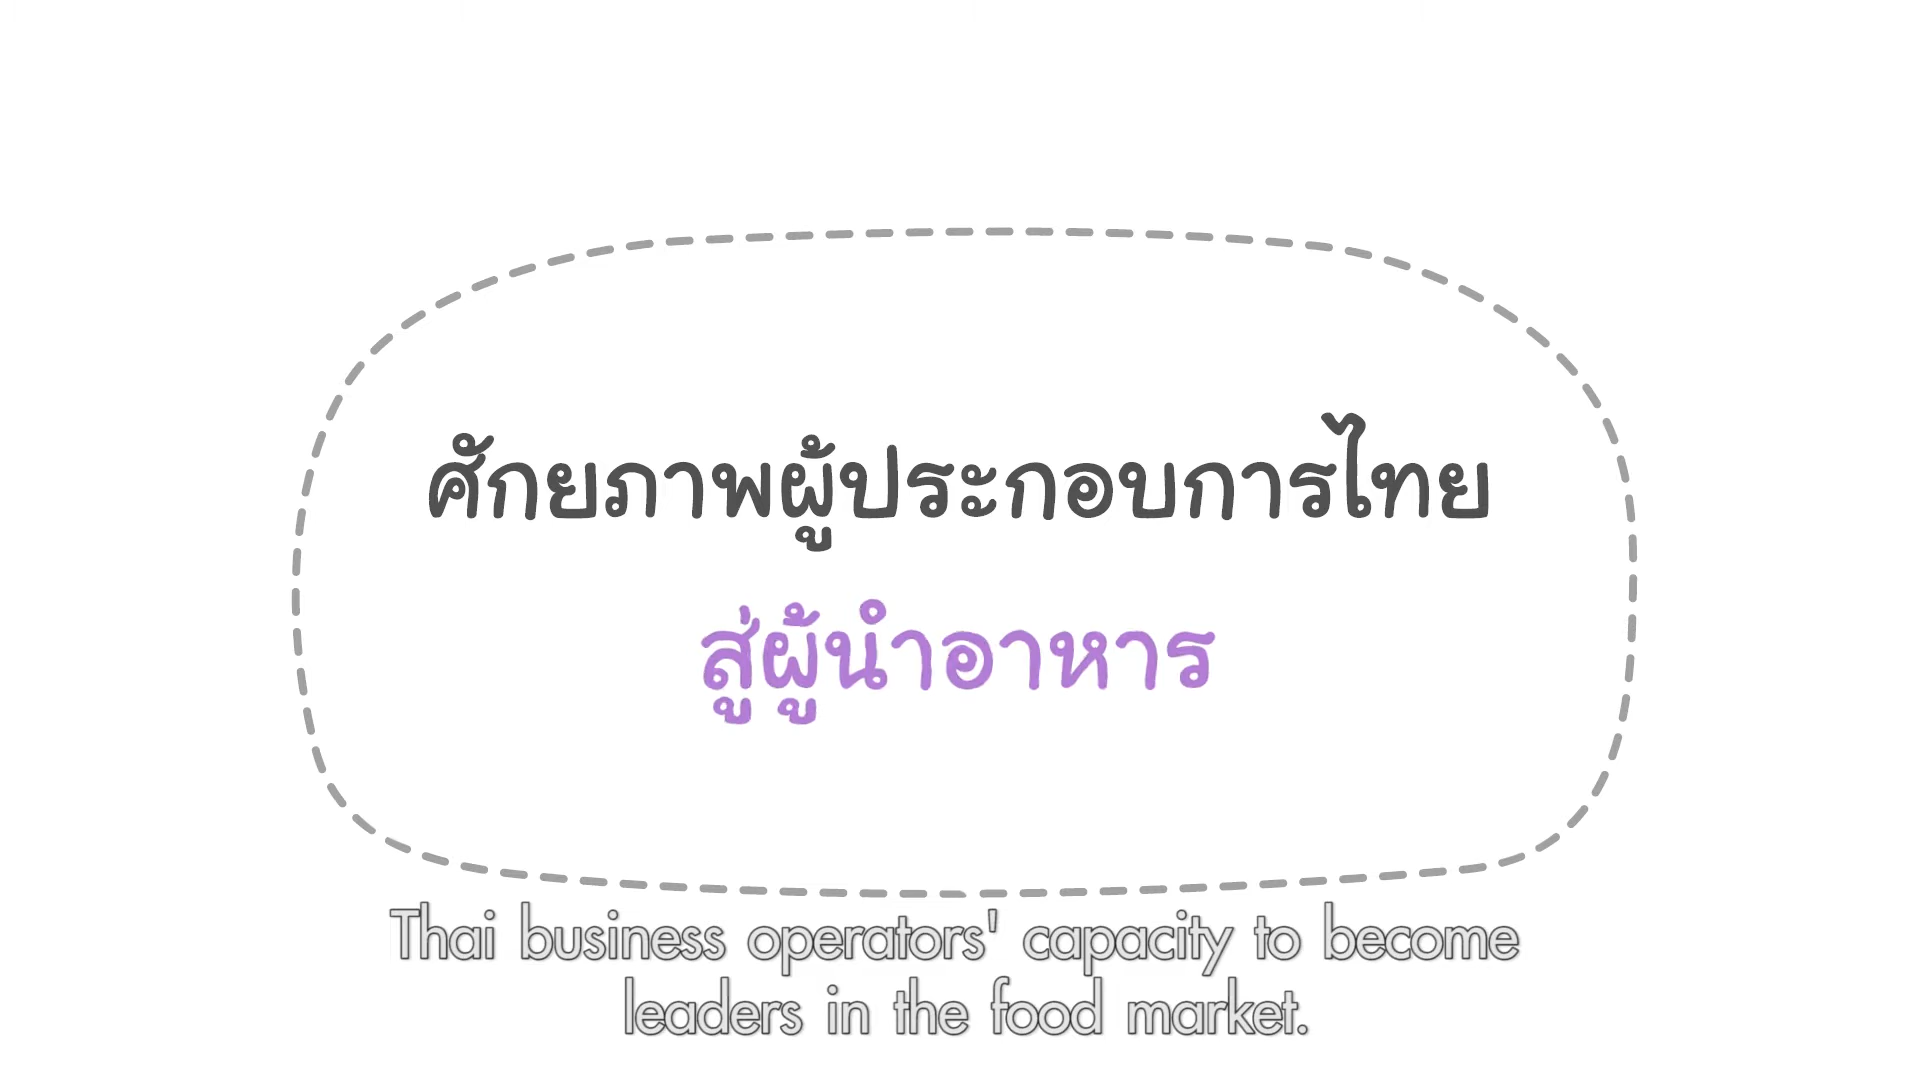 ศักยภาพผู้ประกอบการไทย
สู่ผู้นำอาหาร
Thai business operators' capacity to become
leaders in the food market.